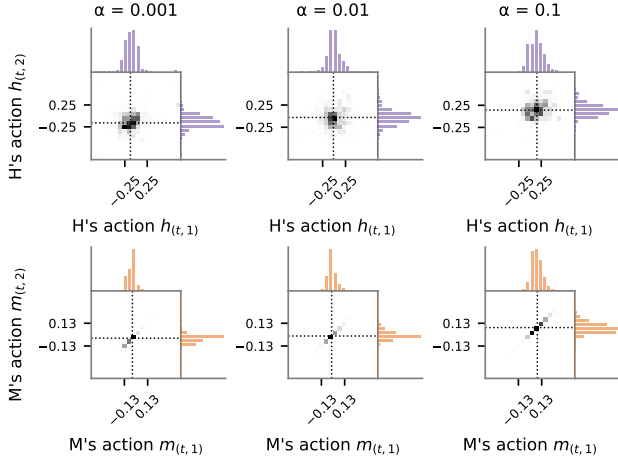 α = 0.001 α = 0.01 α = 0.1
H's action h(t, 2)
0.25 0.25 0.25
−0.25 −0.25 −0.25
−0.25 0.25 −0.25 0.25 −0.25 0.25
H's action h(t, 1) H's action h(t, 1) H's action h(t, 1)
M's action m(t, 2)
0.13 0.13 0.13
−0.13 −0.13 −0.13
−0.13 0.13 −0.13 0.13 −0.13 0.13
M's action m(t, 1) M's action m(t, 1) M's action m(t, 1)